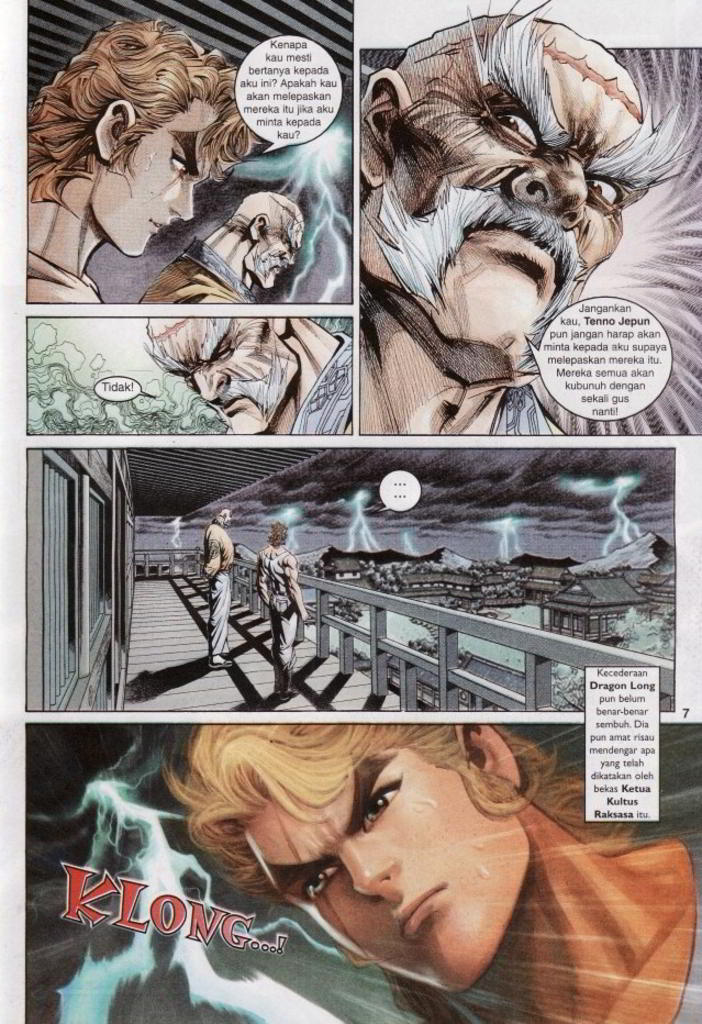 Kenapa
kau mesti
bertanya kepada
aku ini? Apakah kau
akan melepaskan
mereka itu jika aku
minta kepada
kau?
Jangankan
kau, Tenno Jepun
pun jangan harap akan
minta kepada aku supaya
melepaskan mereka itu.
Mereka semua akan
kubunuh dengan
sekali gus
nanti!
Tidak!
...
...
Kecederaan
Dragon Long
pun belum
benar-benar
sembuh. Dia
pun amat risau
mendengar apa
yang telah
dikatakan oleh
bekas Ketua
Kultus
Raksasa itu.
7
KLONG...!